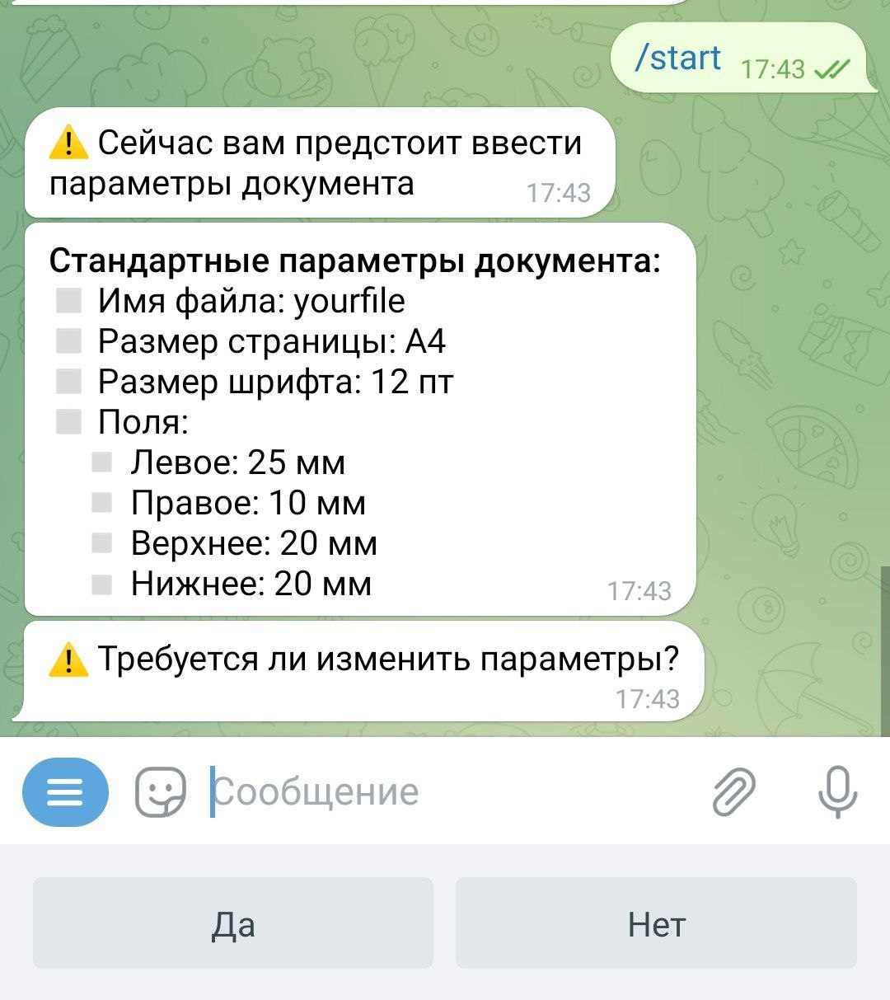 /start 17:43
⚠️ Сейчас вам предстоит ввести
параметры документа 17:43
Стандартные параметры документа:
Имя файла: yourfile
Размер страницы: А4
Размер шрифта: 12 пт
Поля:
Левое: 25 мм
Правое: 10 мм
Верхнее: 20 мм
Нижнее: 20 мм 17:43
⚠️ Требуется ли изменить параметры?
17:43
Сообщение
Да Нет